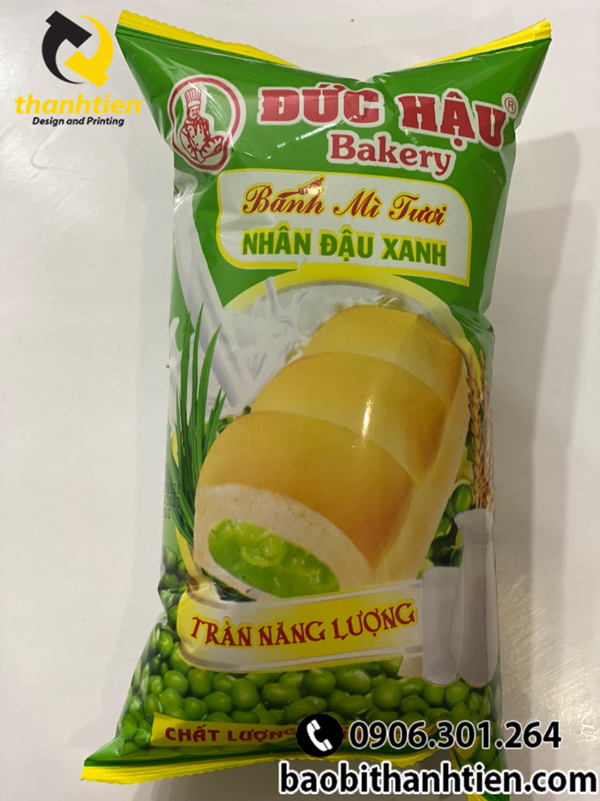 thanhtien
Design and Printing
ĐỨC HẬU®
Bakery
Bánh Mì Tươi
NHÂN ĐẬU XANH
TRÀN NĂNG LƯỢNG
CHẤT LƯỢNG
0906.301.264
baobithanhtien.com